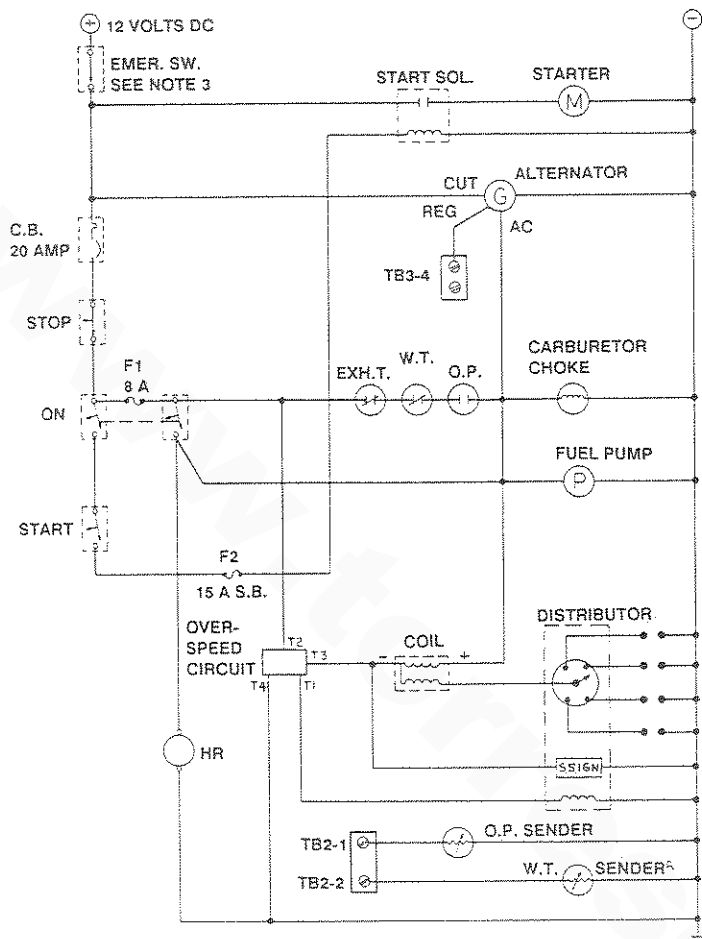 + 12 VOLTS DC
−
EMER. SW.
SEE NOTE 3
START SOL.
STARTER
M
CUT
ALTERNATOR
G
REG
AC
C.B.
20 AMP
TB3-4
STOP
F1
8 A
EXH.T.
W.T.
O.P.
CARBURETOR
CHOKE
ON
FUEL PUMP
P
START
F2
15 A S.B.
DISTRIBUTOR
OVER-
SPEED
CIRCUIT
T2
T3
T4
T1
COIL
- +
HR
SSIGN
TB2-1
O.P. SENDER
TB2-2
W.T. SENDER